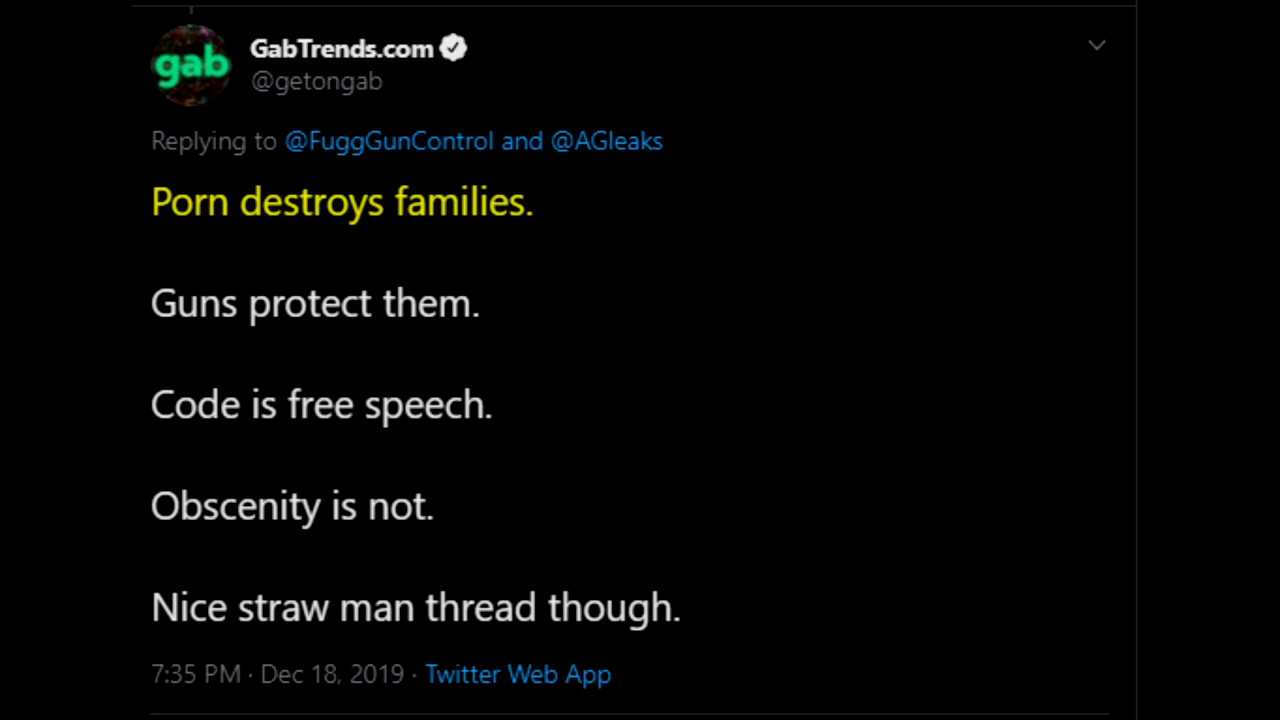 gab
GabTrends.com
@getongab
Replying to @FuggGunControl and @AGleaks
Porn destroys families.
Guns protect them.
Code is free speech.
Obscenity is not.
Nice straw man thread though.
7:35 PM · Dec 18, 2019 · Twitter Web App